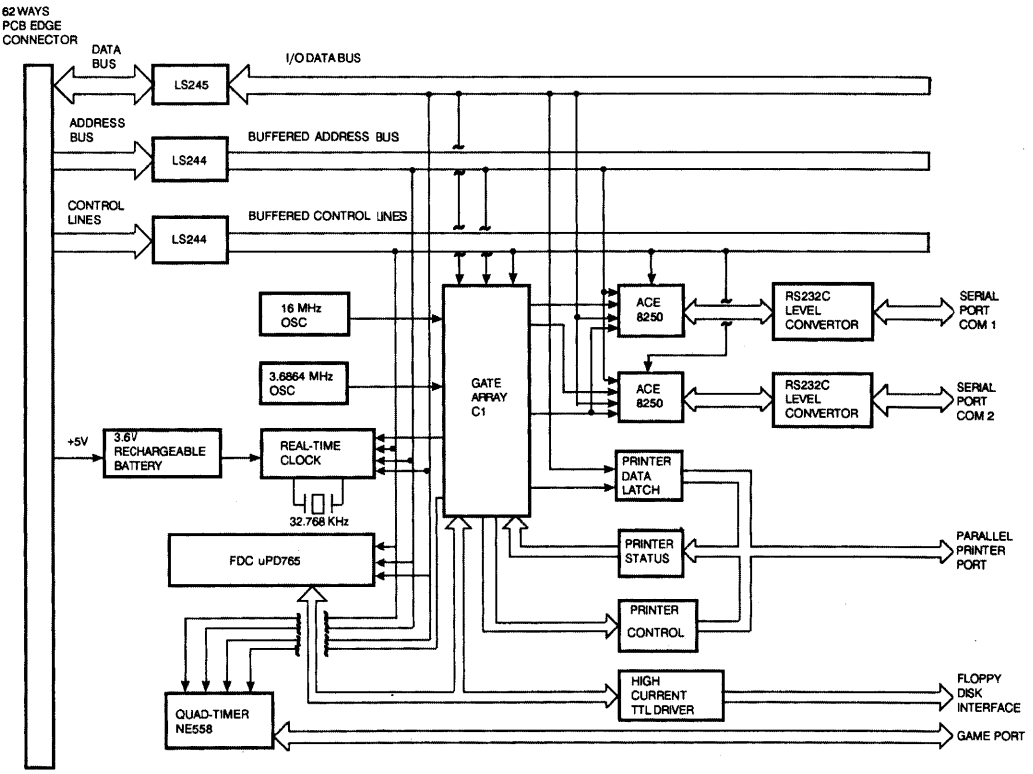 62 WAYS
PCB EDGE
CONNECTOR
DATA
BUS
LS245
I/O DATA BUS
ADDRESS
BUS
LS244
BUFFERED ADDRESS BUS
CONTROL
LINES
LS244
BUFFERED CONTROL LINES
16 MHz
OSC
3.6864 MHz
OSC
GATE
ARRAY
C1
ACE
8250
RS232C
LEVEL
CONVERTOR
SERIAL
PORT
COM 1
ACE
8250
RS232C
LEVEL
CONVERTOR
SERIAL
PORT
COM 2
+5V
3.6V
RECHARGEABLE
BATTERY
REAL-TIME
CLOCK
32.768 KHz
PRINTER
DATA
LATCH
FDC uPD765
PRINTER
STATUS
PARALLEL
PRINTER
PORT
PRINTER
CONTROL
HIGH
CURRENT
TTL DRIVER
FLOPPY
DISK
INTERFACE
QUAD-TIMER
NE558
GAME PORT